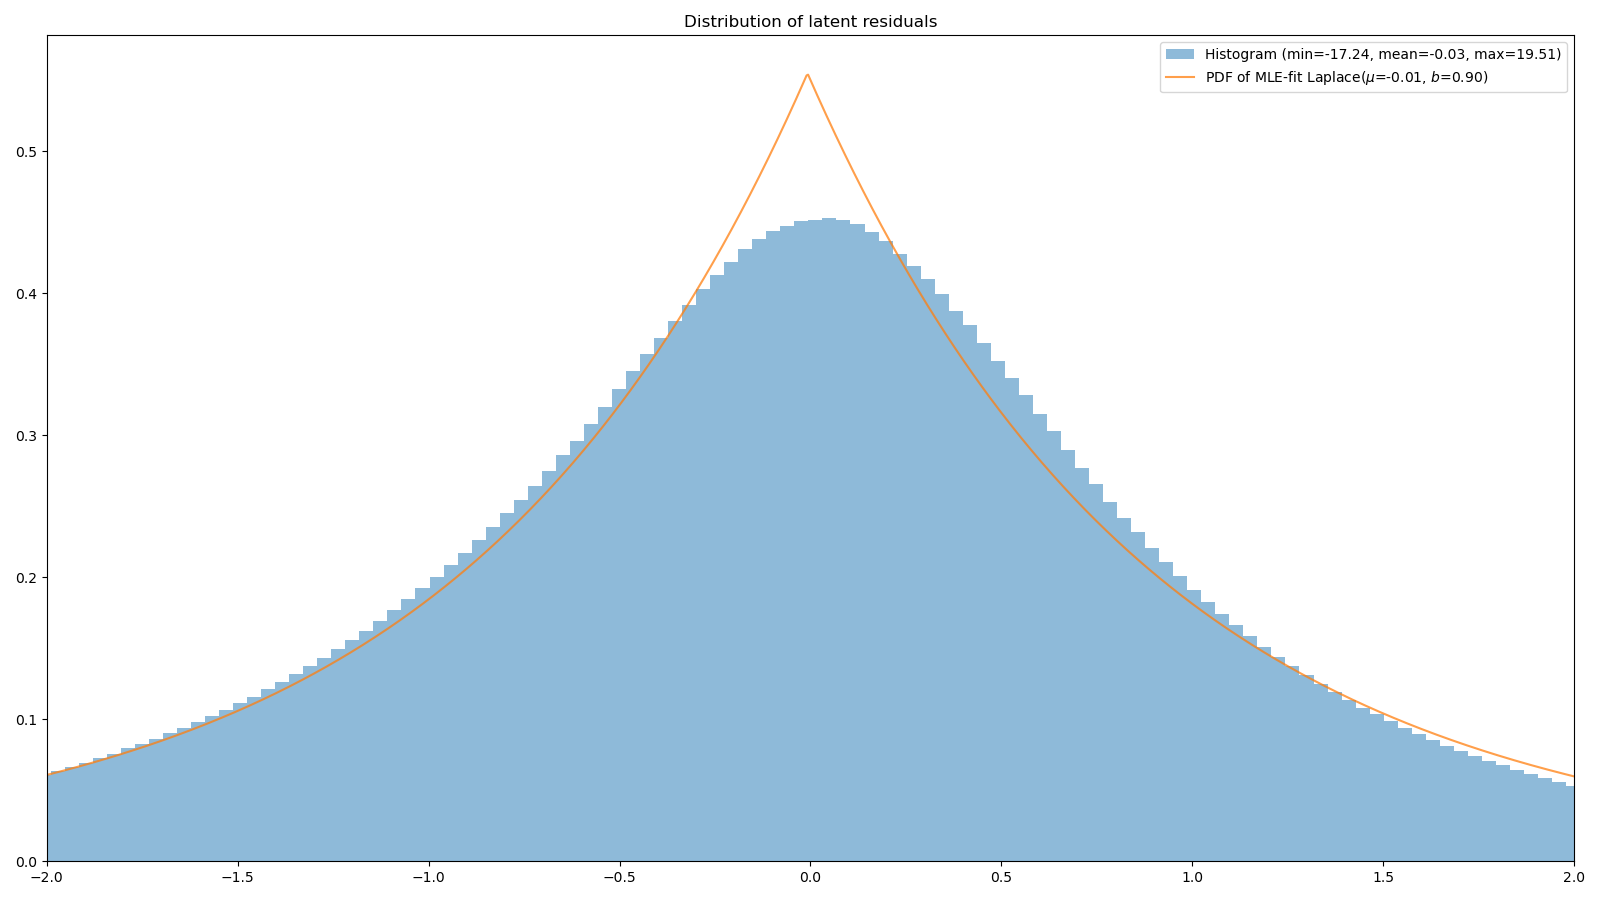 Distribution of latent residuals
Histogram (min=-17.24, mean=-0.03, max=19.51)
PDF of MLE-fit Laplace(μ=-0.01, b=0.90)
0.5
0.4
0.3
0.2
0.1
0.0
−2.0 −1.5 −1.0 −0.5 0.0 0.5 1.0 1.5 2.0